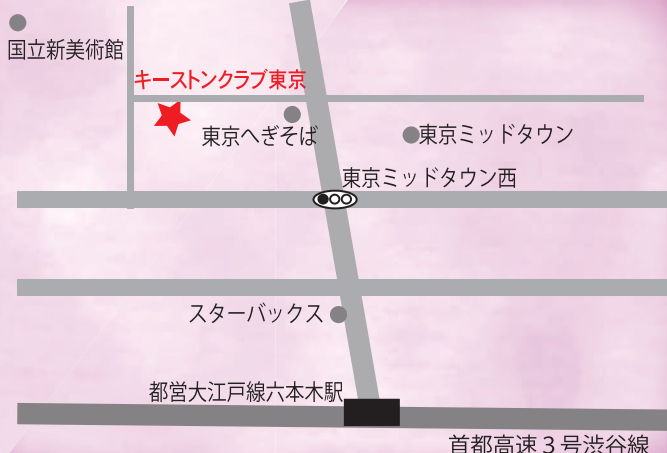 国立新美術館
キーストンクラブ東京
東京へぎそば
東京ミッドタウン
東京ミッドタウン西
スターバックス
都営大江戸線六本木駅
首都高速3号渋谷線